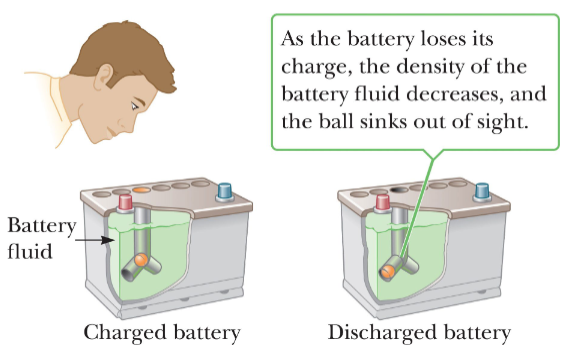 As the battery loses its
charge, the density of the
battery fluid decreases, and
the ball sinks out of sight.
Battery
fluid
Charged battery
Discharged battery